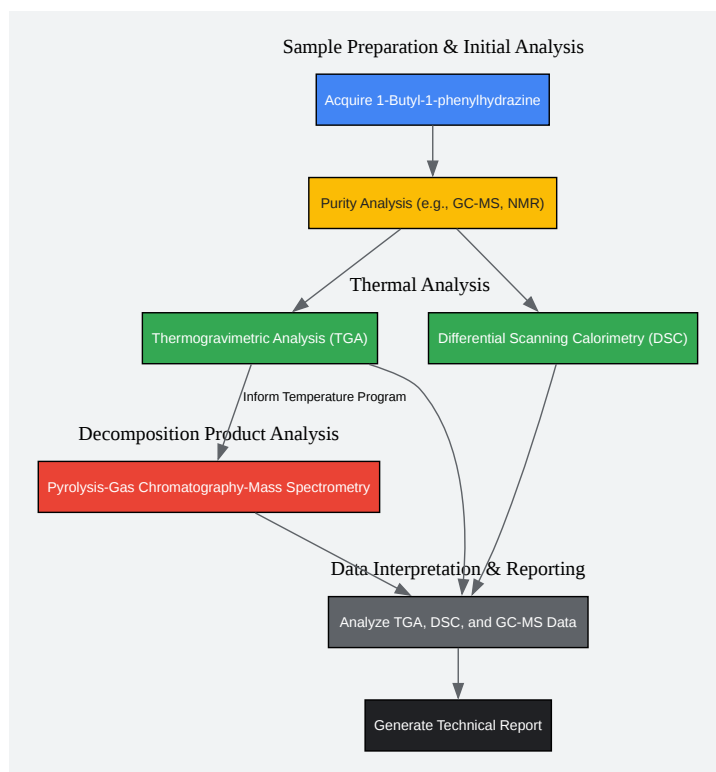 Sample Preparation & Initial Analysis
Acquire 1-Butyl-1-phenylhydrazine
Purity Analysis (e.g., GC-MS, NMR)
Thermal Analysis
Thermogravimetric Analysis (TGA)
Differential Scanning Calorimetry (DSC)
Inform Temperature Program
Decomposition Product Analysis
Pyrolysis-Gas Chromatography-Mass Spectrometry
Data Interpretation & Reporting
Analyze TGA, DSC, and GC-MS Data
Generate Technical Report